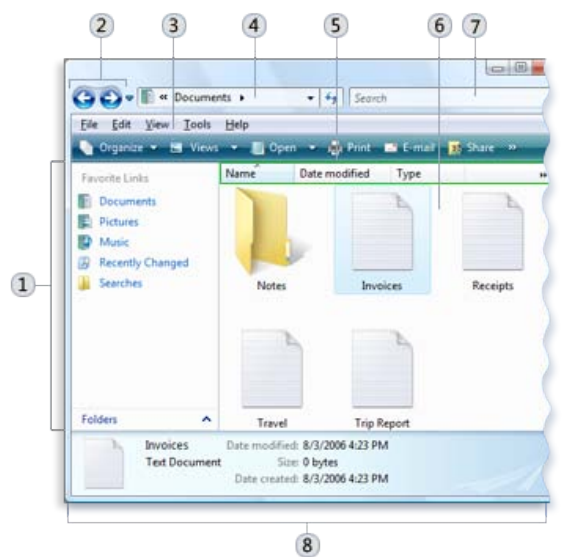 2 3 4 5 6 7
« Documents Search
File Edit View Tools Help
Organize Views Open Print E-mail Share »
Favorite Links
Name Date modified Type »
Documents
Pictures
Music
Recently Changed
Searches
1
Notes Invoices Receipts
Travel Trip Report
Folders
Invoices Date modified: 8/3/2006 4:23 PM
Text Document Size: 0 bytes
Date created: 8/3/2006 4:23 PM
8